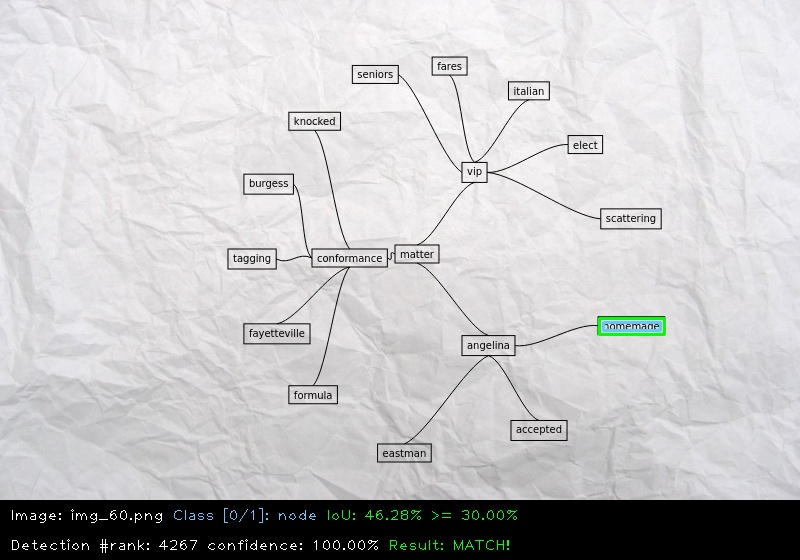 fares
seniors
italian
knocked
elect
vip
burgess
scattering
matter
conformance
tagging
homemage
fayetteville
angelina
formula
accepted
eastman
Image: img_60.png Class [0/1]: node IoU: 46.28% >= 30.00%
Detection #rank: 4267 confidence: 100.00% Result: MATCH!